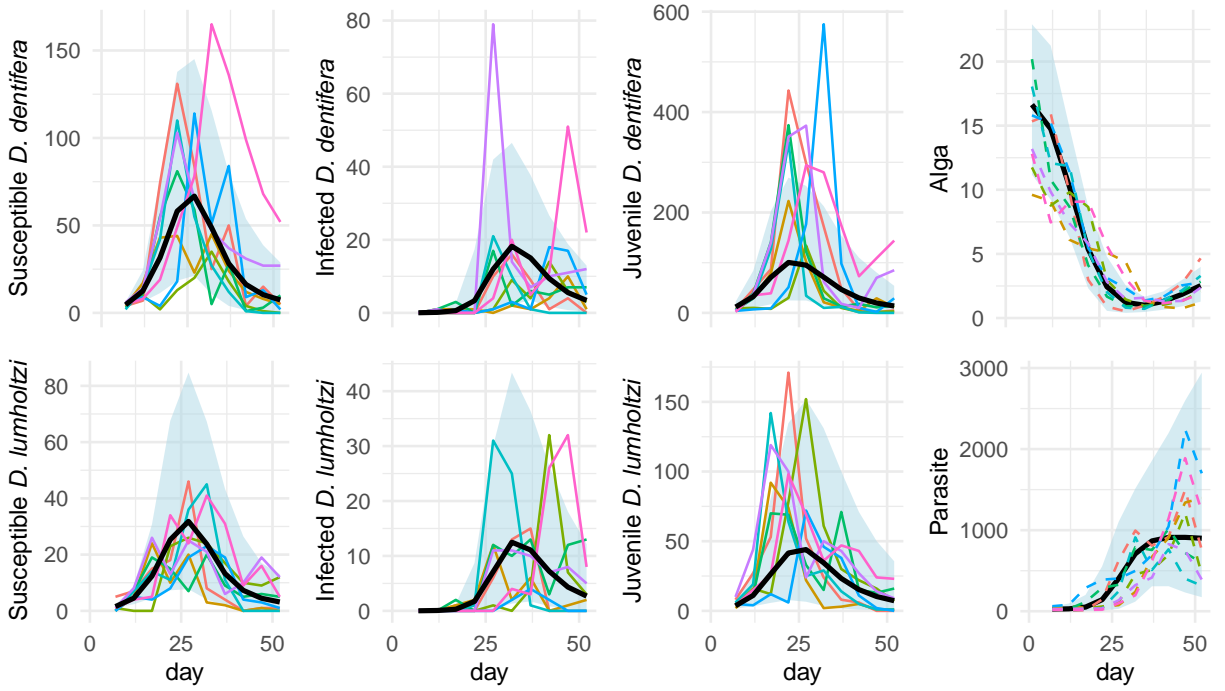 Susceptible D. dentifera
0
50
100
150
Infected D. dentifera
0
20
40
60
80
Juvenile D. dentifera
0
200
400
600
Alga
0
5
10
15
20
Susceptible D. lumholtzi
0
20
40
60
80
0 25 50
day
Infected D. lumholtzi
0
10
20
30
40
0 25 50
day
Juvenile D. lumholtzi
0
50
100
150
0 25 50
day
Parasite
0
1000
2000
3000
0 25 50
day